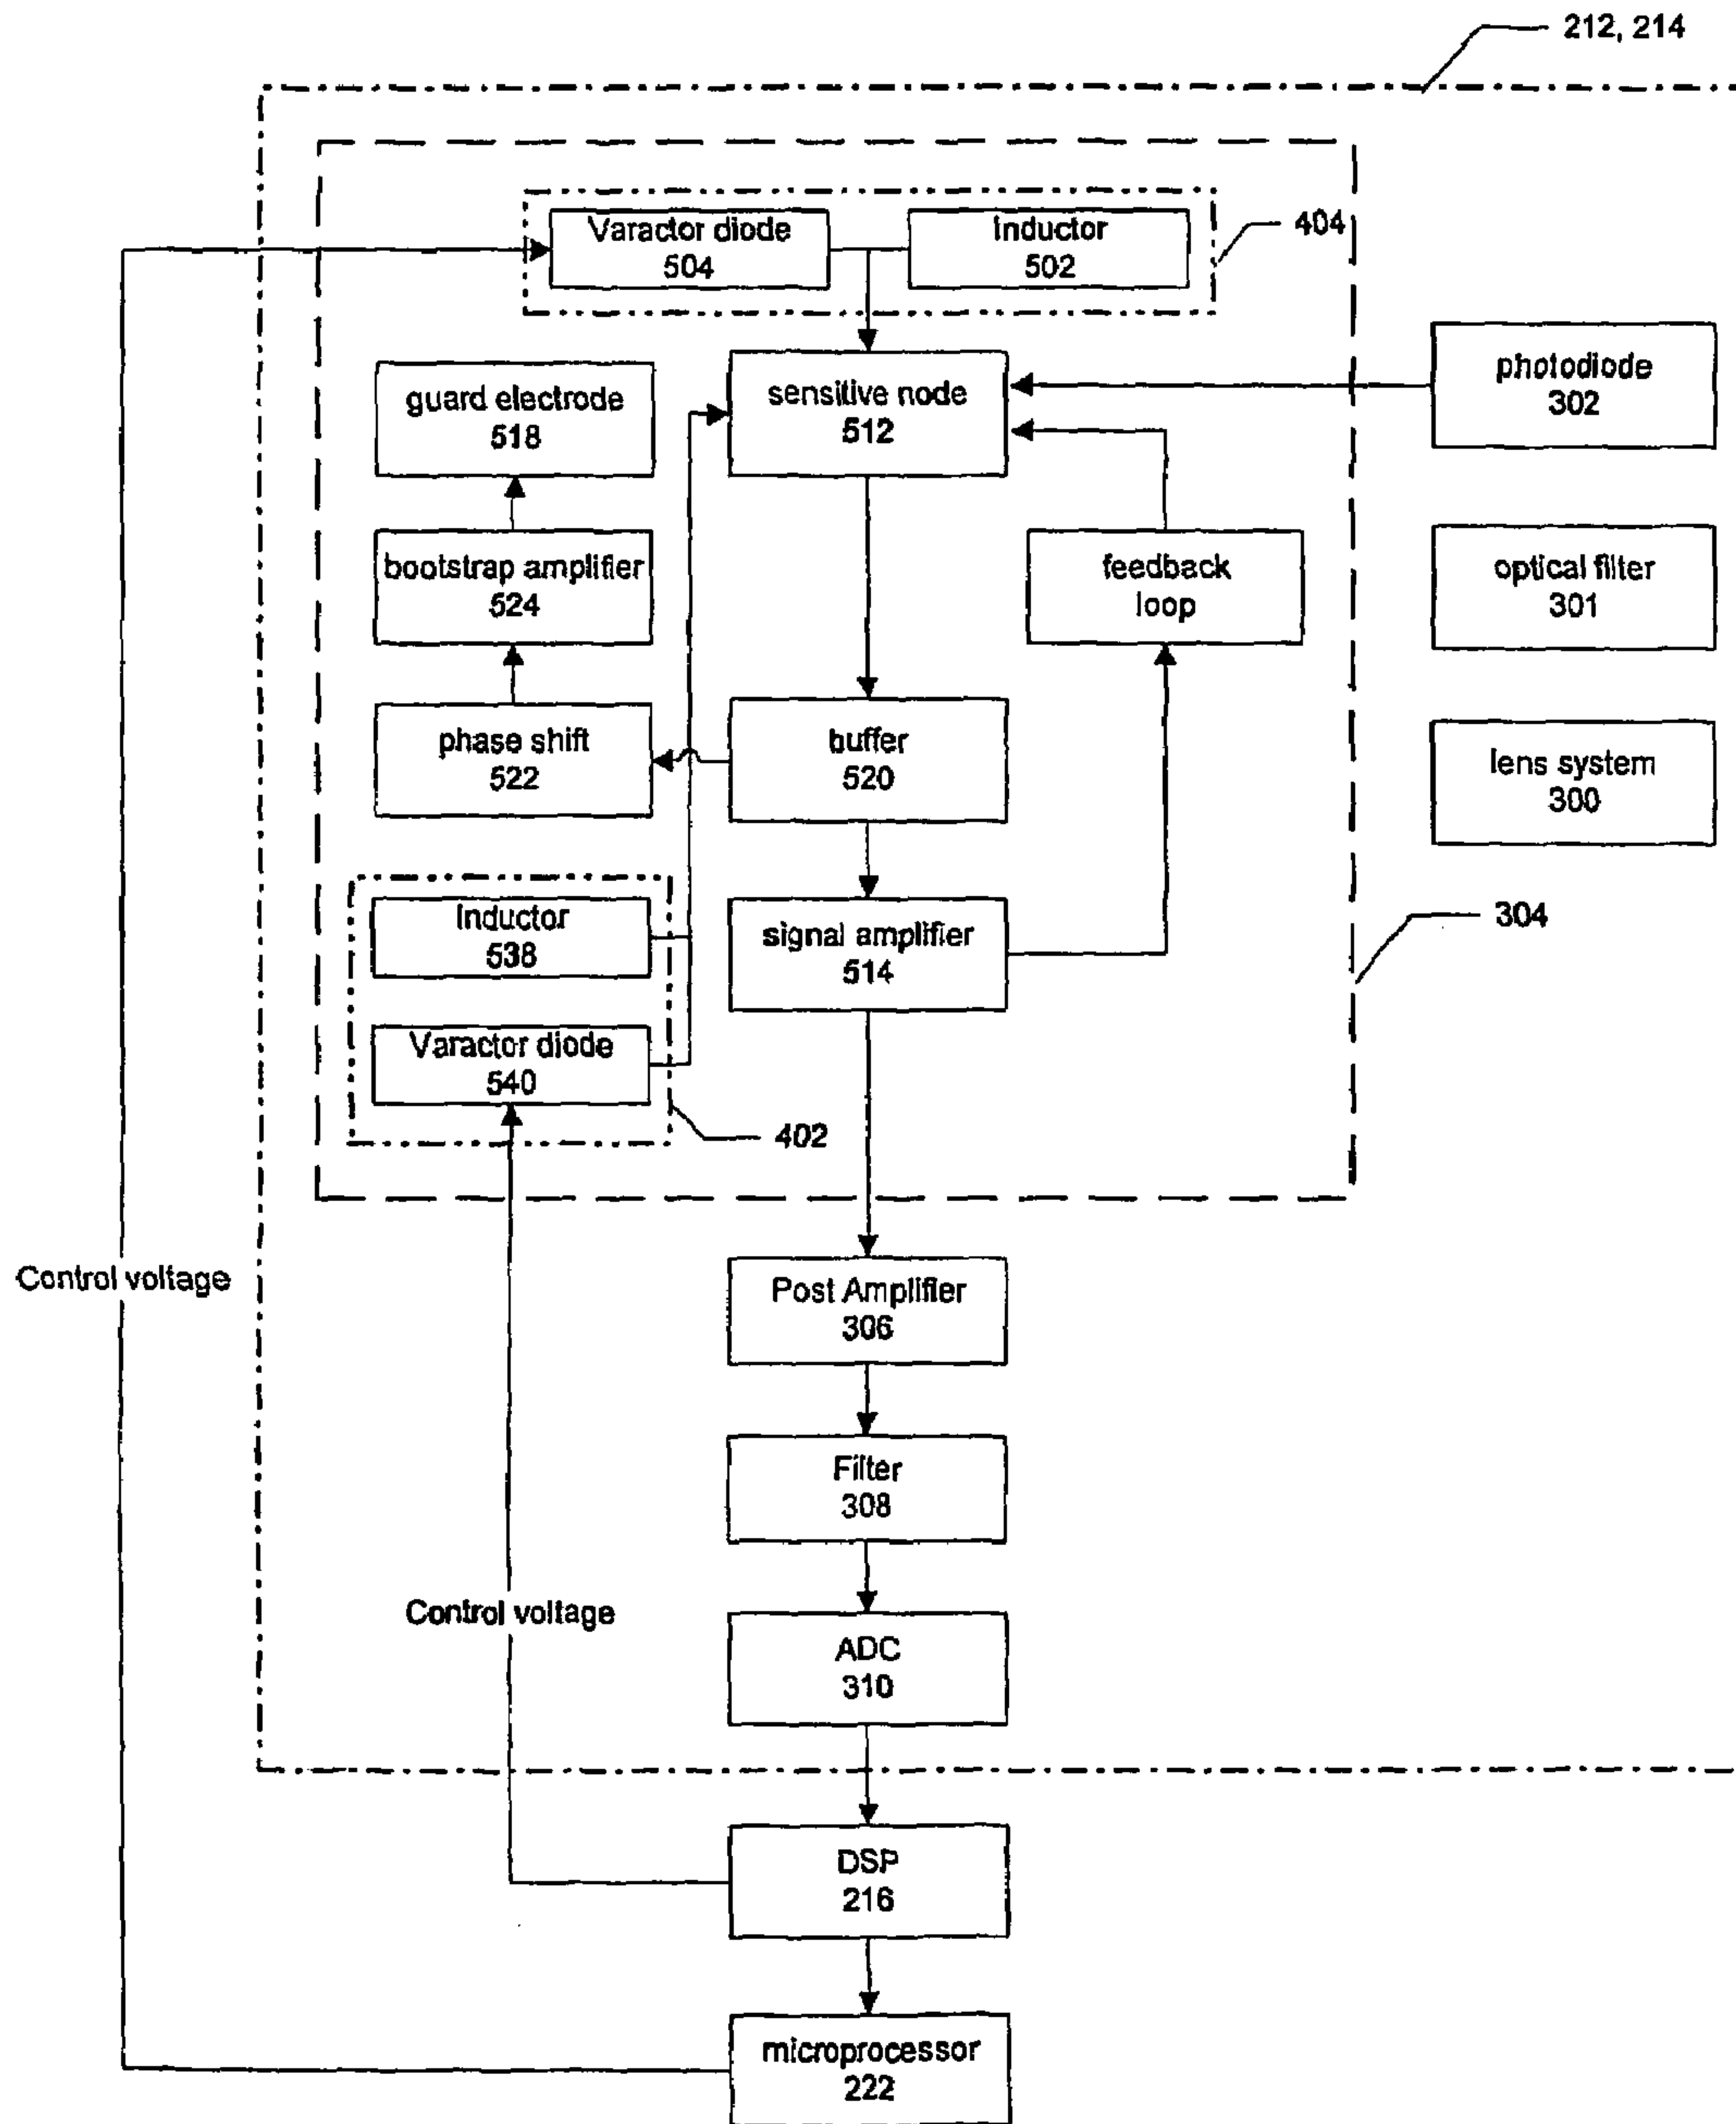 212, 214
Varactor diode
504
Inductor
502
404
guard electrode
518
sensitive node
512
photodiode
302
bootstrap amplifier
524
feedback
loop
optical filter
301
phase shift
522
buffer
520
lens system
300
Inductor
538
signal amplifier
514
304
Varactor diode
540
402
Control voltage
Post Amplifier
306
Filter
308
Control voltage
ADC
310
DSP
216
microprocessor
222